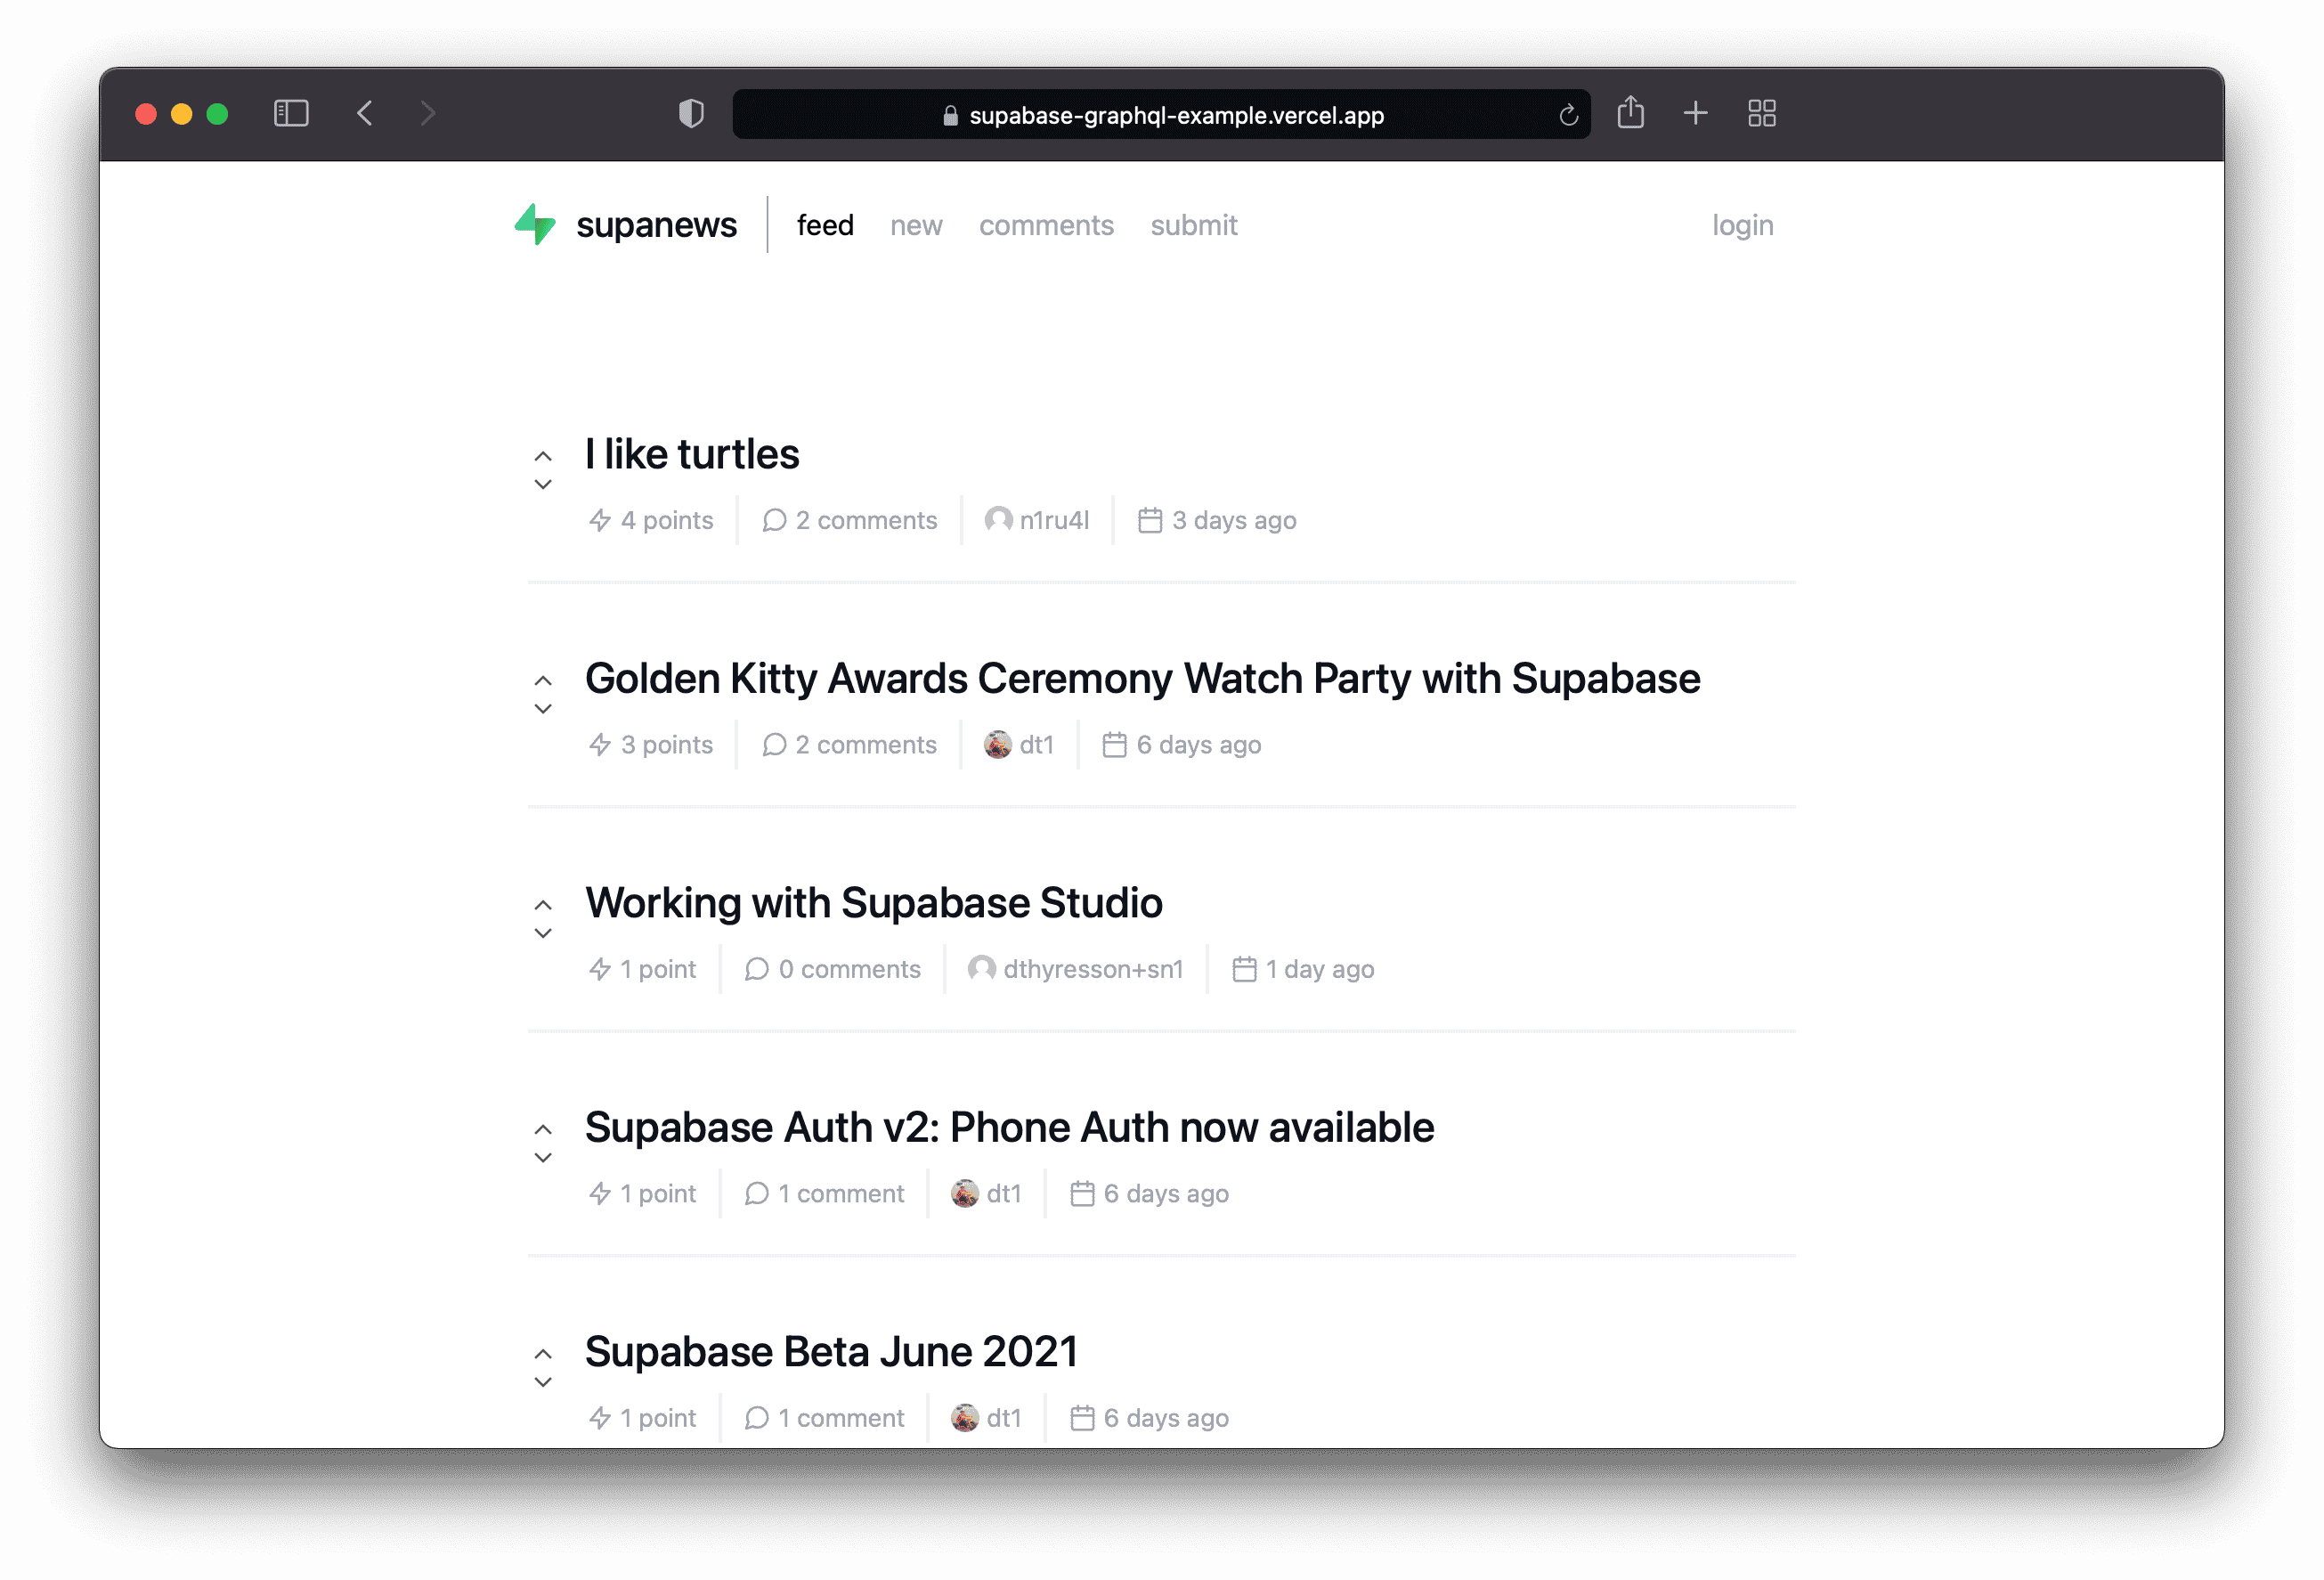 supabase-graphql-example.vercel.app
supanews feed new comments submit login
I like turtles
4 points 2 comments n1ru4l 3 days ago
Golden Kitty Awards Ceremony Watch Party with Supabase
3 points 2 comments dt1 6 days ago
Working with Supabase Studio
1 point 0 comments dthyresson+sn1 1 day ago
Supabase Auth v2: Phone Auth now available
1 point 1 comment dt1 6 days ago
Supabase Beta June 2021
1 point 1 comment dt1 6 days ago